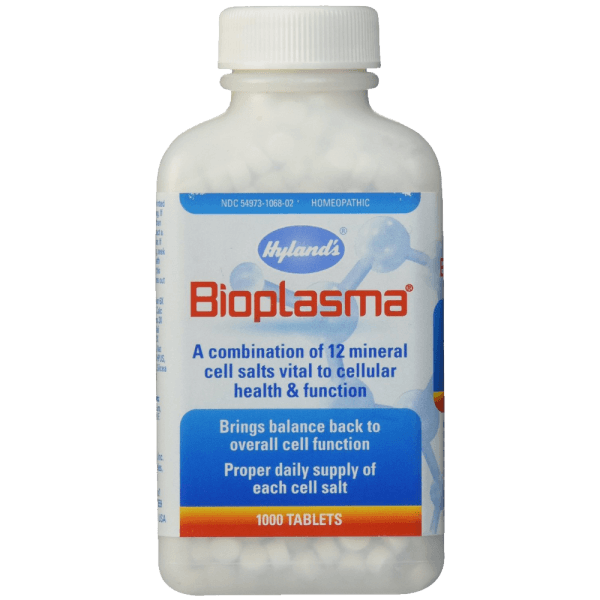 NDC 54973-1068-02 HOMEOPATHIC
Hyland's®
Bioplasma®
A combination of 12 mineral
cell salts vital to cellular
health & function
Brings balance back to
overall cell function
Proper daily supply of
each cell salt
1000 TABLETS